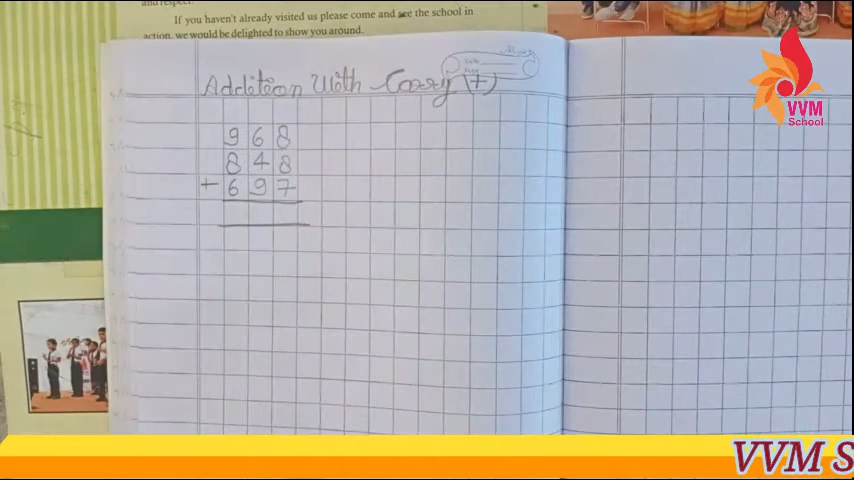 If you haven't already visited us please come and see the school in
action, we would be delighted to show you around.
Addition With Carry (+)
9 6 8
8 4 8
+ 6 9 7
VVM
School
VVM S